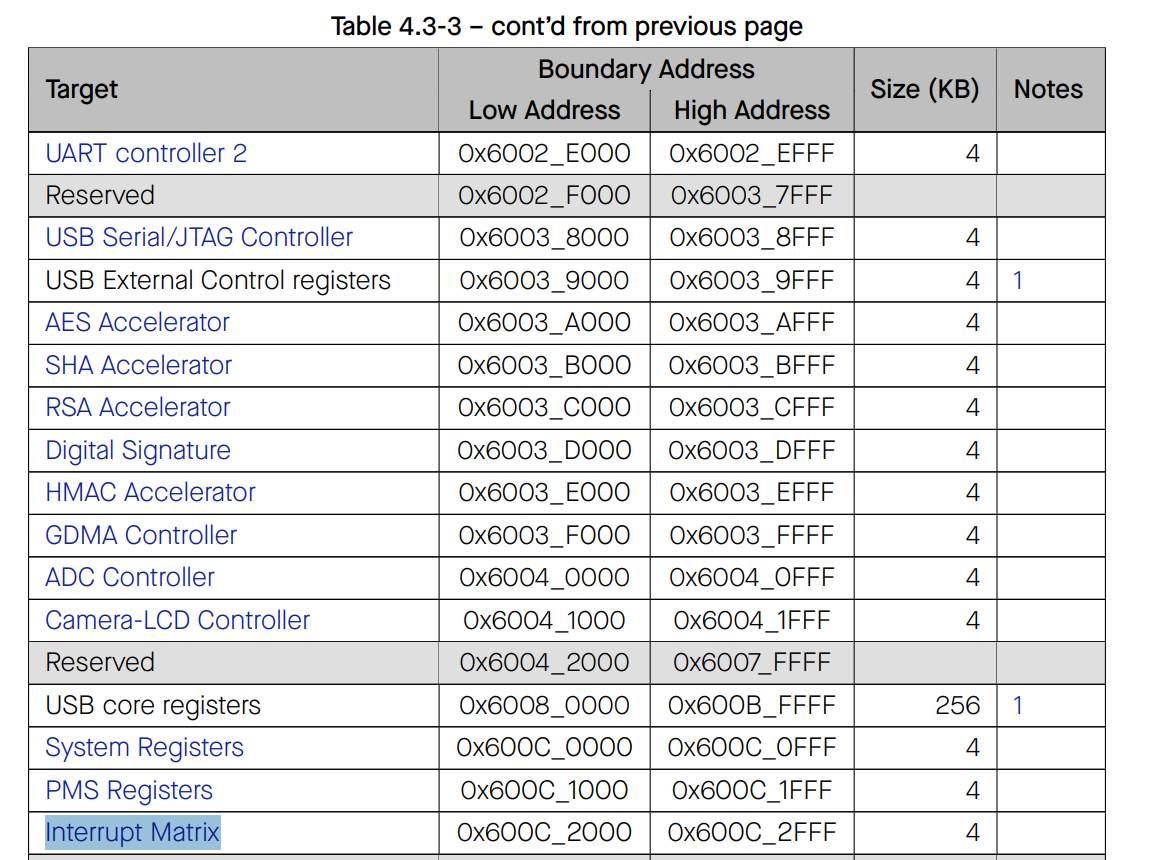 Table 4.3-3 – cont’d from previous page
Target Boundary Address Size (KB) Notes
Low Address High Address
UART controller 2 0x6002_E000 0x6002_EFFF 4
Reserved 0x6002_F000 0x6003_7FFF
USB Serial/JTAG Controller 0x6003_8000 0x6003_8FFF 4
USB External Control registers 0x6003_9000 0x6003_9FFF 4 1
AES Accelerator 0x6003_A000 0x6003_AFFF 4
SHA Accelerator 0x6003_B000 0x6003_BFFF 4
RSA Accelerator 0x6003_C000 0x6003_CFFF 4
Digital Signature 0x6003_D000 0x6003_DFFF 4
HMAC Accelerator 0x6003_E000 0x6003_EFFF 4
GDMA Controller 0x6003_F000 0x6003_FFFF 4
ADC Controller 0x6004_0000 0x6004_0FFF 4
Camera-LCD Controller 0x6004_1000 0x6004_1FFF 4
Reserved 0x6004_2000 0x6007_FFFF
USB core registers 0x6008_0000 0x600B_FFFF 256 1
System Registers 0x600C_0000 0x600C_0FFF 4
PMS Registers 0x600C_1000 0x600C_1FFF 4
Interrupt Matrix 0x600C_2000 0x600C_2FFF 4